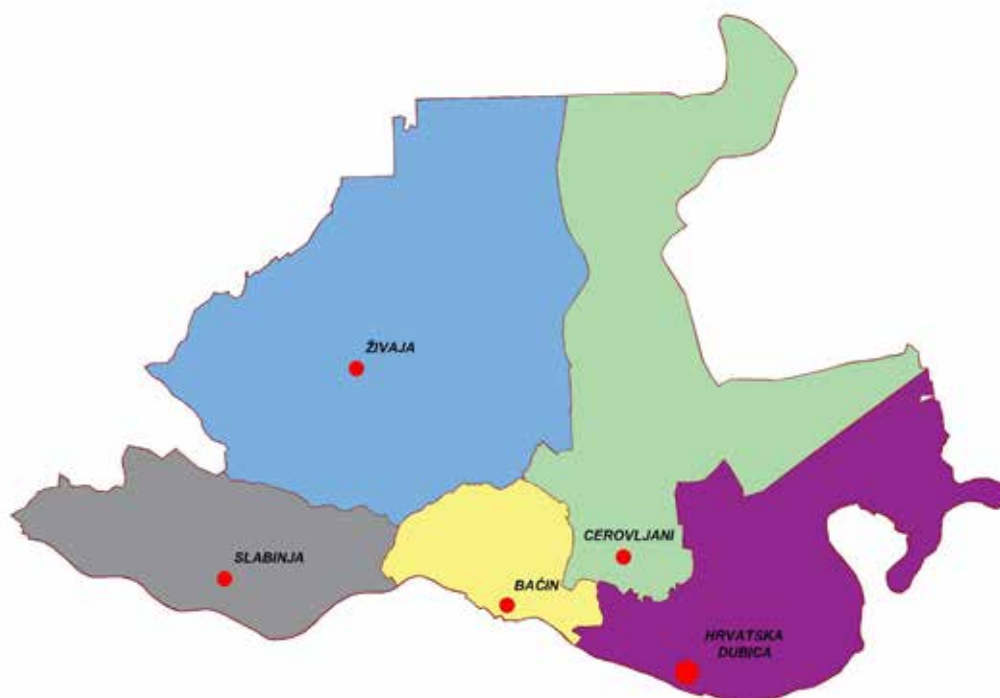 ŽIVAJA
CEROVLJANI
SLABINJA
BAĆIN
HRVATSKA
DUBICA